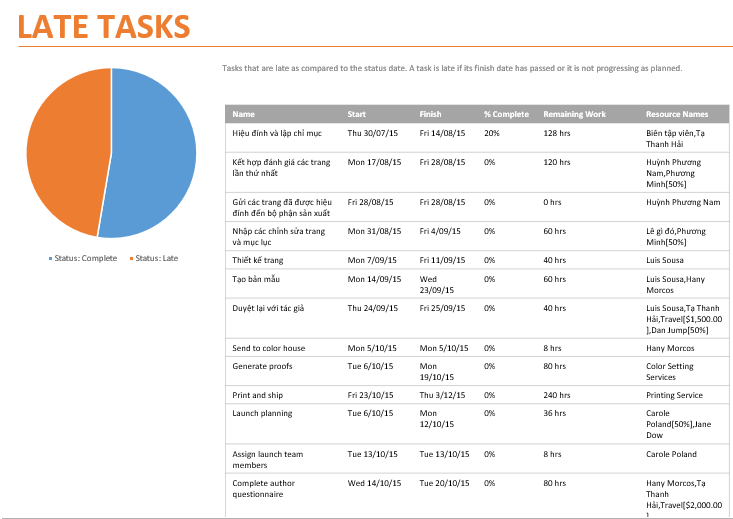 LATE TASKS
Tasks that are late as compared to the status date. A task is late if its finish date has passed or it is not progressing as planned.
Status: Complete Status: Late
Name Start Finish % Complete Remaining Work Resource Names
Hiệu đính và lập chỉ mục Thu 30/07/15 Fri 14/08/15 20% 128 hrs Biên tập viên,Tạ
Thanh Hải
Kết hợp đánh giá các trang Mon 17/08/15 Fri 28/08/15 0% 120 hrs Huỳnh Phương
lần thứ nhất Nam,Phương
Minh[50%]
Gửi các trang đã được hiệu Fri 28/08/15 Fri 28/08/15 0% 0 hrs Huỳnh Phương Nam
đính đến bộ phận sản xuất
Nhập các chỉnh sửa trang Mon 31/08/15 Fri 4/09/15 0% 60 hrs Lê gì đó,Phương
và mục lục Minh[50%]
Thiết kế trang Mon 7/09/15 Fri 11/09/15 0% 40 hrs Luis Sousa
Tạo bản mẫu Mon 14/09/15 Wed 0% 60 hrs Luis Sousa,Hany
23/09/15 Morcos
Duyệt lại với tác giả Thu 24/09/15 Fri 25/09/15 0% 40 hrs Luis Sousa,Tạ Thanh
Hải,Travel[$1,500.00
],Dan Jump[50%]
Send to color house Mon 5/10/15 Mon 5/10/15 0% 8 hrs Hany Morcos
Generate proofs Tue 6/10/15 Mon 0% 80 hrs Color Setting
19/10/15 Services
Print and ship Fri 23/10/15 Thu 3/12/15 0% 240 hrs Printing Service
Launch planning Tue 6/10/15 Mon 0% 36 hrs Carole
12/10/15 Poland[50%],Jane
Dow
Assign launch team Tue 13/10/15 Tue 13/10/15 0% 8 hrs Carole Poland
members
Complete author Wed 14/10/15 Tue 20/10/15 0% 80 hrs Hany Morcos,Tạ
questionnaire Thanh
Hải,Travel[$2,000.00
]